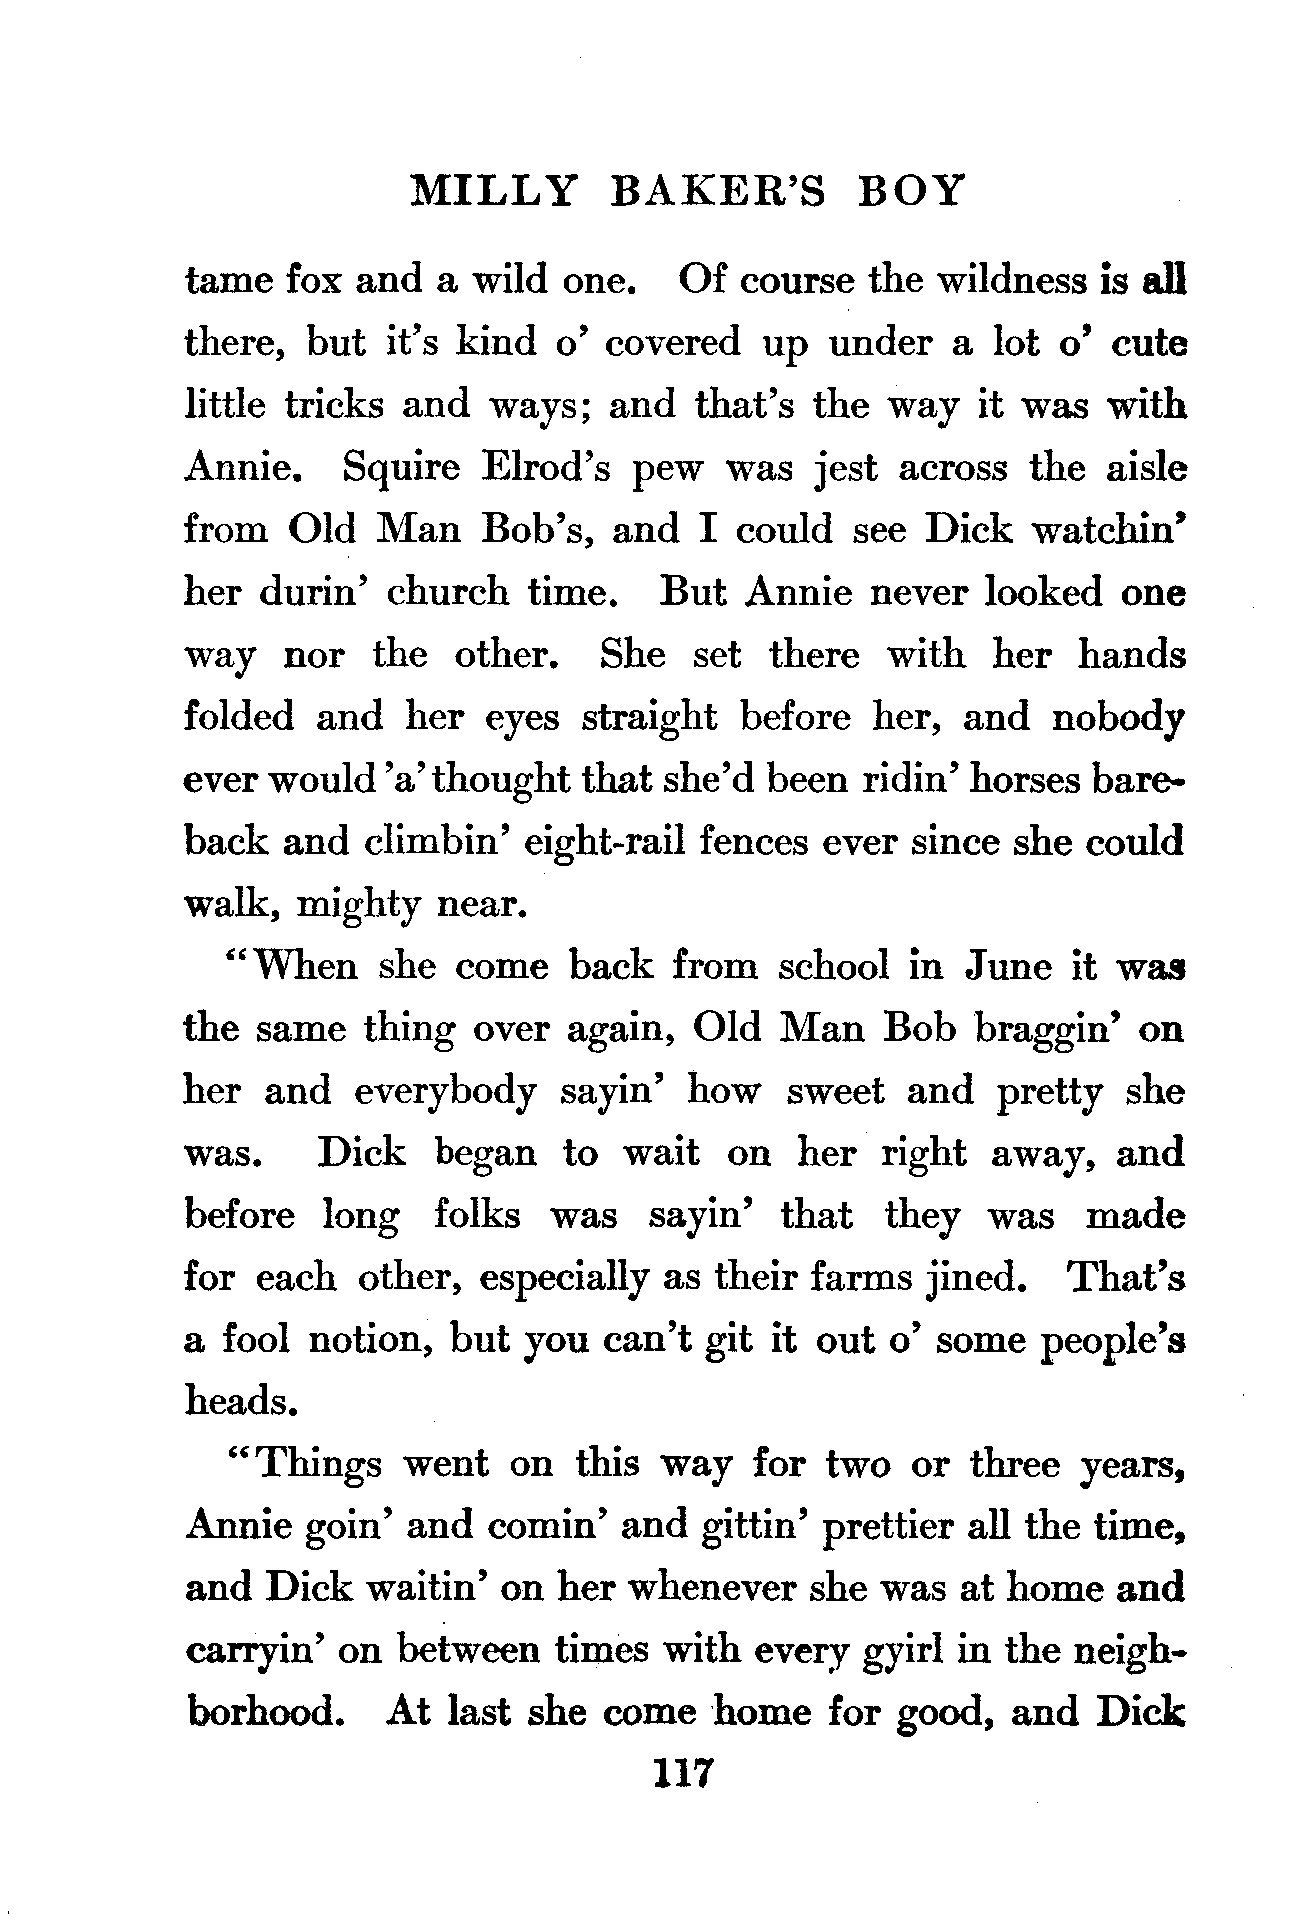 MILLY BAKER'S BOY
tame fox and a wild one. Of course the wildness is all
there, but it's kind o' covered up under a lot o' cute
little tricks and ways; and that's the way it was with
Annie. Squire Elrod's pew was jest across the aisle
from Old Man Bob's, and I could see Dick watchin'
her durin' church time. But Annie never looked one
way nor the other. She set there with her hands
folded and her eyes straight before her, and nobody
ever would 'a' thought that she'd been ridin' horses bare-
back and climbin' eight-rail fences ever since she could
walk, mighty near.
"When she come back from school in June it was
the same thing over again, Old Man Bob braggin' on
her and everybody sayin' how sweet and pretty she
was. Dick began to wait on her right away, and
before long folks was sayin' that they was made
for each other, especially as their farms jined. That's
a fool notion, but you can't git it out o' some people's
heads.
"Things went on this way for two or three years,
Annie goin' and comin' and gittin' prettier all the time,
and Dick waitin' on her whenever she was at home and
carryin' on between times with every gyirl in the neigh-
borhood. At last she come home for good, and Dick
117